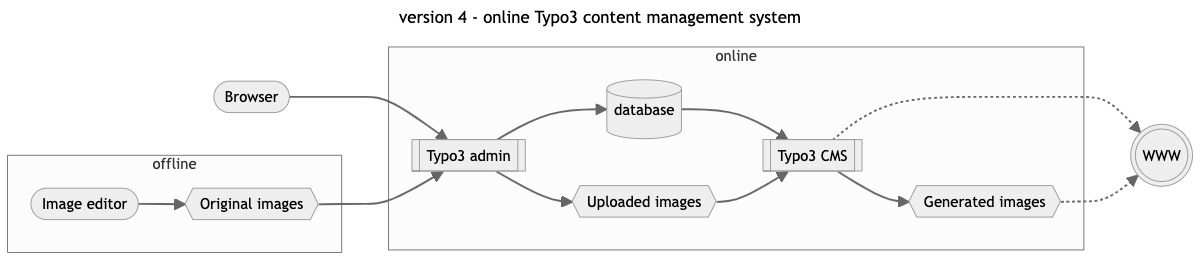 version 4 - online Typo3 content management system
online
Browser
database
Typo3 admin
Typo3 CMS
WWW
offline
Image editor
Original images
Uploaded images
Generated images